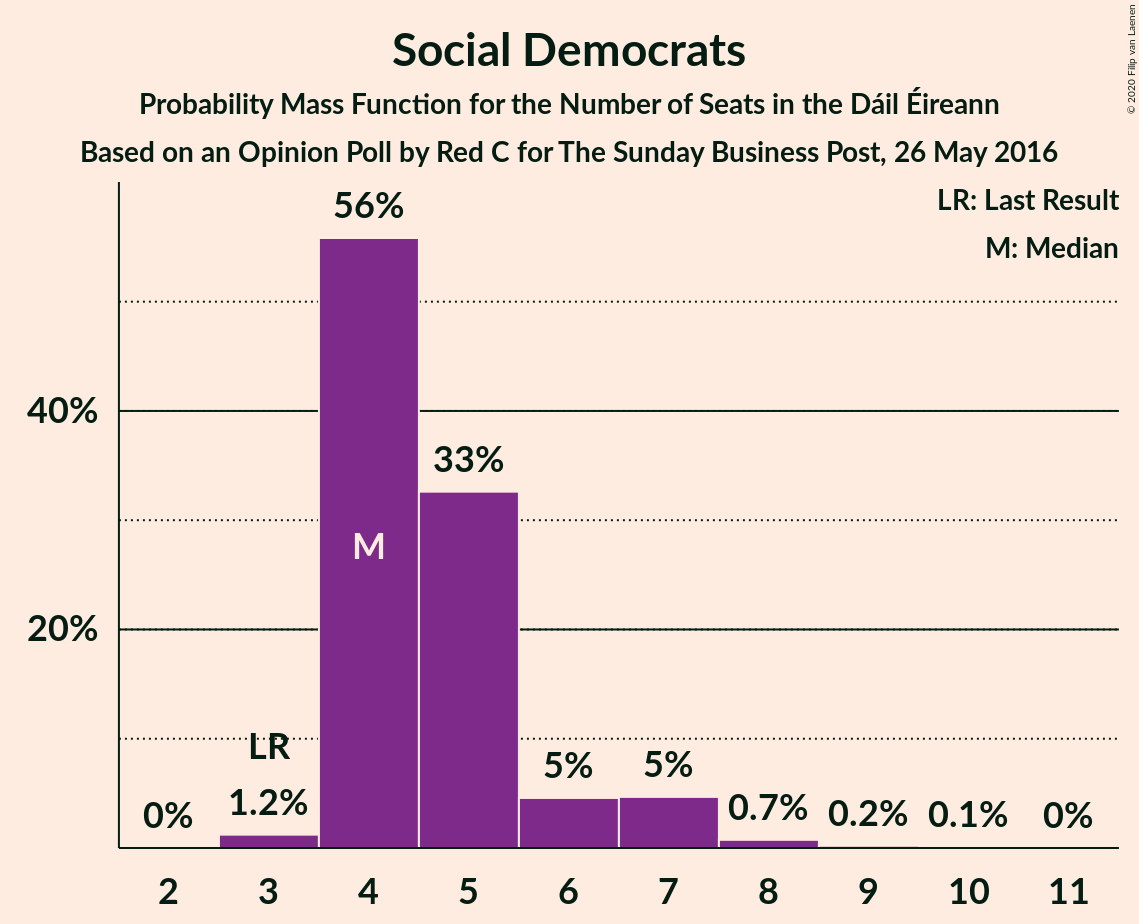 Social Democrats
Probability Mass Function for the Number of Seats in the Dáil Éireann
Based on an Opinion Poll by Red C for The Sunday Business Post, 26 May 2016
© 2020 Filip van Laenen
LR: Last Result
M: Median
56%
40%
33%
M
20%
LR
0%
1.2%
5%
5%
0.7%
0.2%
0.1%
0%
2 3 4 5 6 7 8 9 10 11